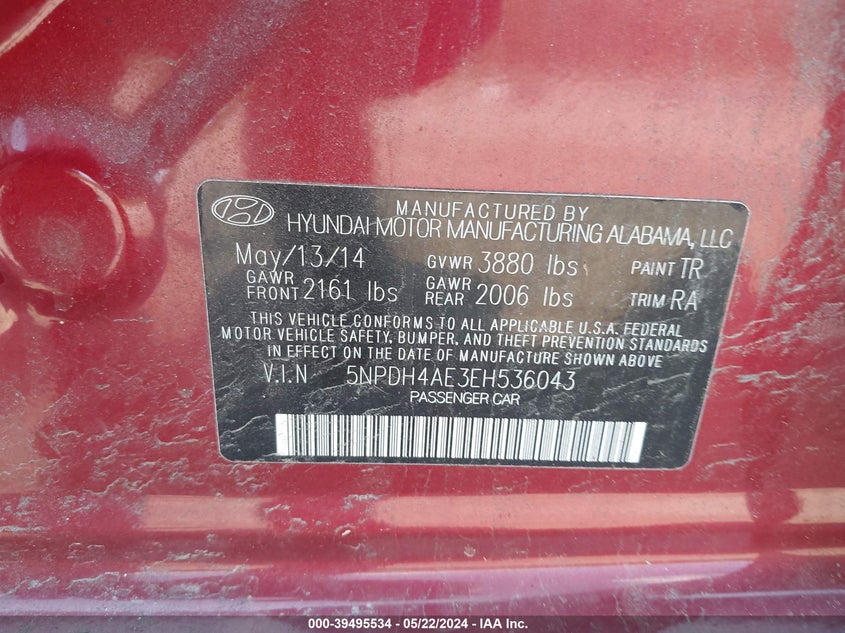 MANUFACTURED BY
HYUNDAI MOTOR MANUFACTURING ALABAMA, LLC
May/13/14 GVWR 3880 lbs PAINT TR
GAWR FRONT 2161 lbs GAWR REAR 2006 lbs TRIM RA
THIS VEHICLE CONFORMS TO ALL APPLICABLE U.S.A. FEDERAL
MOTOR VEHICLE SAFETY, BUMPER, AND THEFT PREVENTION STANDARDS
IN EFFECT ON THE DATE OF MANUFACTURE SHOWN ABOVE
V.I.N 5NPDH4AE3EH536043
PASSENGER CAR
000-39495534 - 05/22/2024 - IAA Inc.